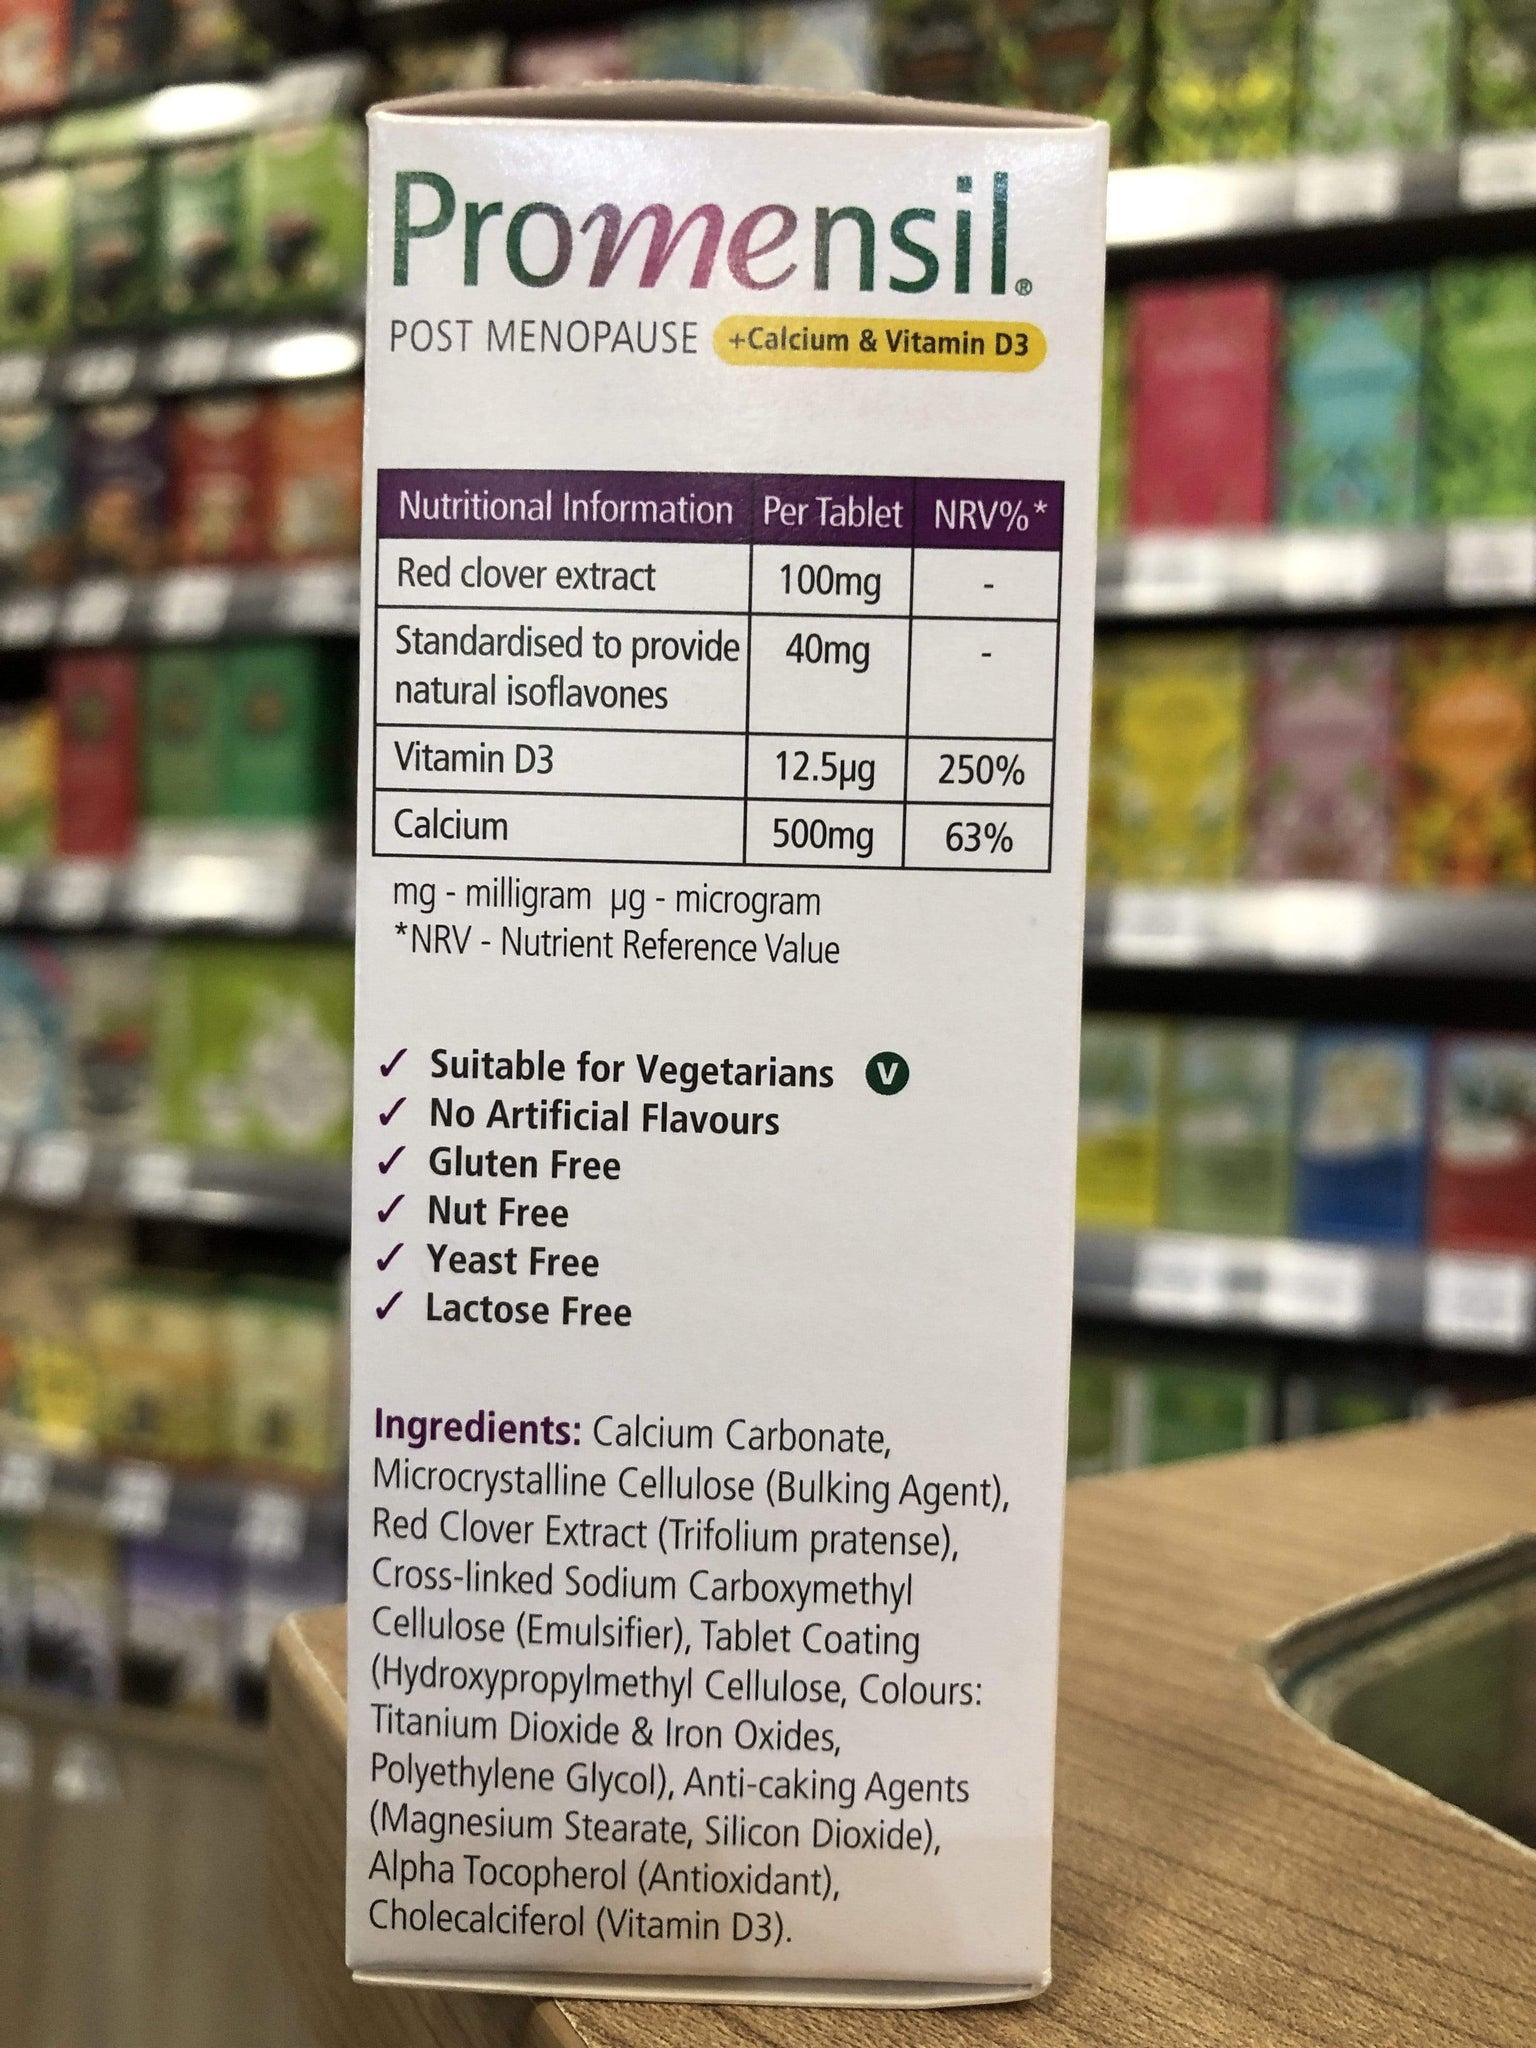 Promensil®
POST MENOPAUSE +Calcium & Vitamin D3
Nutritional Information Per Tablet NRV%*
Red clover extract 100mg -
Standardised to provide 40mg -
natural isoflavones
Vitamin D3 12.5µg 250%
Calcium 500mg 63%
mg - milligram µg - microgram
*NRV - Nutrient Reference Value
✓ Suitable for Vegetarians V
✓ No Artificial Flavours
✓ Gluten Free
✓ Nut Free
✓ Yeast Free
✓ Lactose Free
Ingredients: Calcium Carbonate,
Microcrystalline Cellulose (Bulking Agent),
Red Clover Extract (Trifolium pratense),
Cross-linked Sodium Carboxymethyl
Cellulose (Emulsifier), Tablet Coating
(Hydroxypropylmethyl Cellulose, Colours:
Titanium Dioxide & Iron Oxides,
Polyethylene Glycol), Anti-caking Agents
(Magnesium Stearate, Silicon Dioxide),
Alpha Tocopherol (Antioxidant),
Cholecalciferol (Vitamin D3).